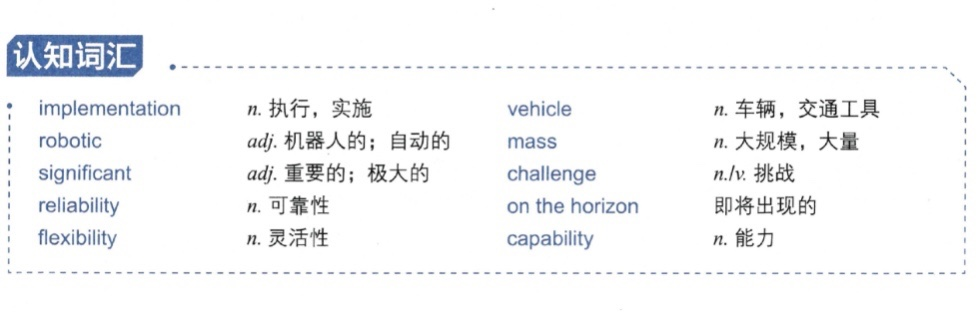 认知词汇
implementation n. 执行，实施 vehicle n. 车辆，交通工具
robotic adj. 机器人的；自动的 mass n. 大规模，大量
significant adj. 重要的；极大的 challenge n./v. 挑战
reliability n. 可靠性 on the horizon 即将出现的
flexibility n. 灵活性 capability n. 能力